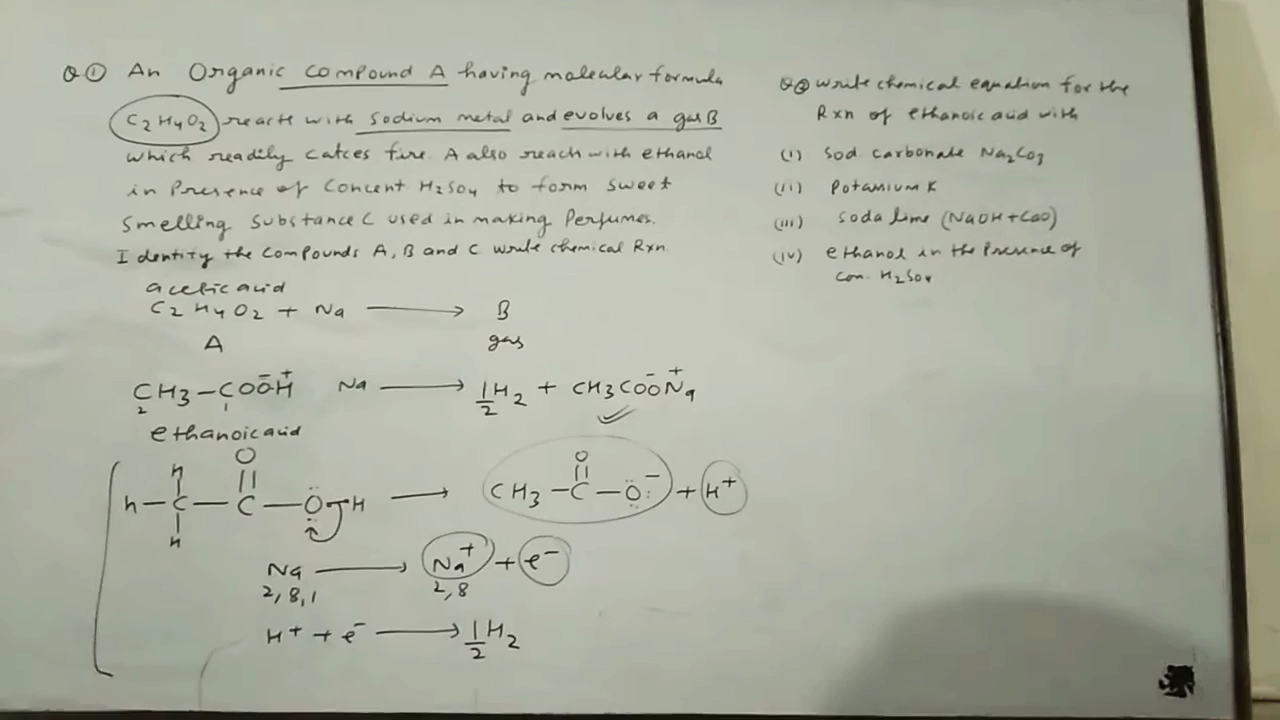 Q① An Organic Compound A having molecular formula
C2H4O2 reacts with Sodium metal and evolves a gas B
which readily catces fire. A also reach with ethanol
in Presence of Concent H2SO4 to form sweet
Smelling Substance C used in making Perfumes.
Identity the Compounds A, B and C write chemical Rxn.
acetic acid
C2H4O2 + Na ⟶ B
A gas
CH3-COO⁻H⁺ Na ⟶ 1/2 H2 + CH3COO⁻Na⁺
2 1
ethanoic acid
H O
H-C-C-O-H ⟶ CH3-C-O:⁻ + H⁺
H O
Na ⟶ Na⁺ + e⁻
2,8,1 2,8
H⁺ + e⁻ ⟶ 1/2 H2
Q② write chemical equation for the
Rxn of ethanoic acid with
(i) Sod carbonate Na2CO3
(ii) Potassium K
(iii) Soda lime (NaOH+CaO)
(iv) ethanol in the Presence of
con. H2SO4